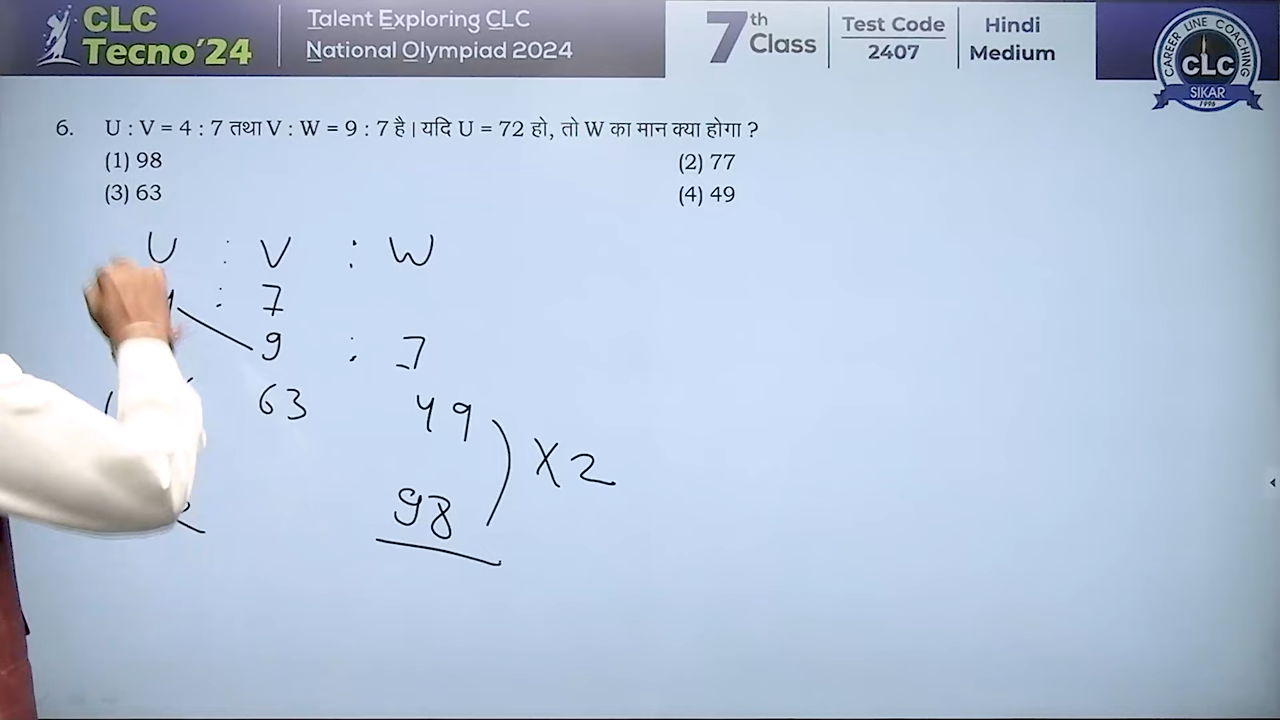 CLC
Tecno'24
Talent Exploring CLC
National Olympiad 2024
7th
Class
Test Code
2407
Hindi
Medium
CAREER LINE COACHING
CLC
SIKAR
1996
6. U : V = 4 : 7 तथा V : W = 9 : 7 है। यदि U = 72 हो, तो W का मान क्या होगा ?
(1) 98 (2) 77
(3) 63 (4) 49
U : V : W
: 7
9 : 7
63 49
98 ) × 2